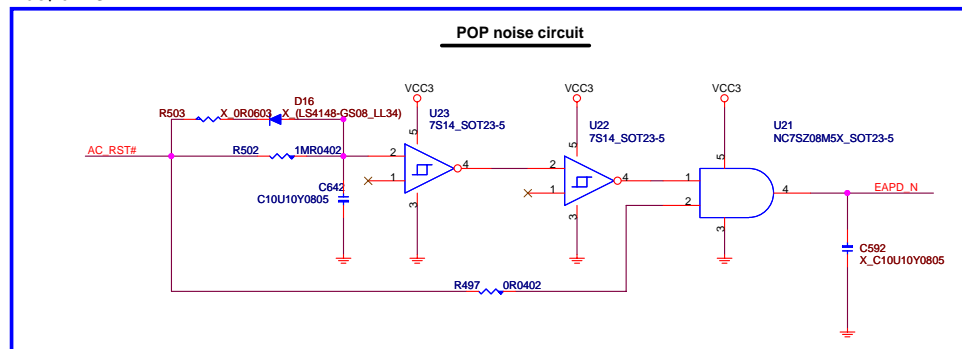 POP noise circuit
VCC3
VCC3
VCC3
D16
R503
X_0R0603
X_(LS4148-GS08_LL34)
U23
7S14_SOT23-5
U22
7S14_SOT23-5
U21
NC7SZ08M5X_SOT23-5
5
5
5
AC_RST#
R502
1MR0402
2
4
2
4
1
4
EAPD_N
1
1
2
C642
C10U10Y0805
3
3
3
C592
X_C10U10Y0805
R497
0R0402